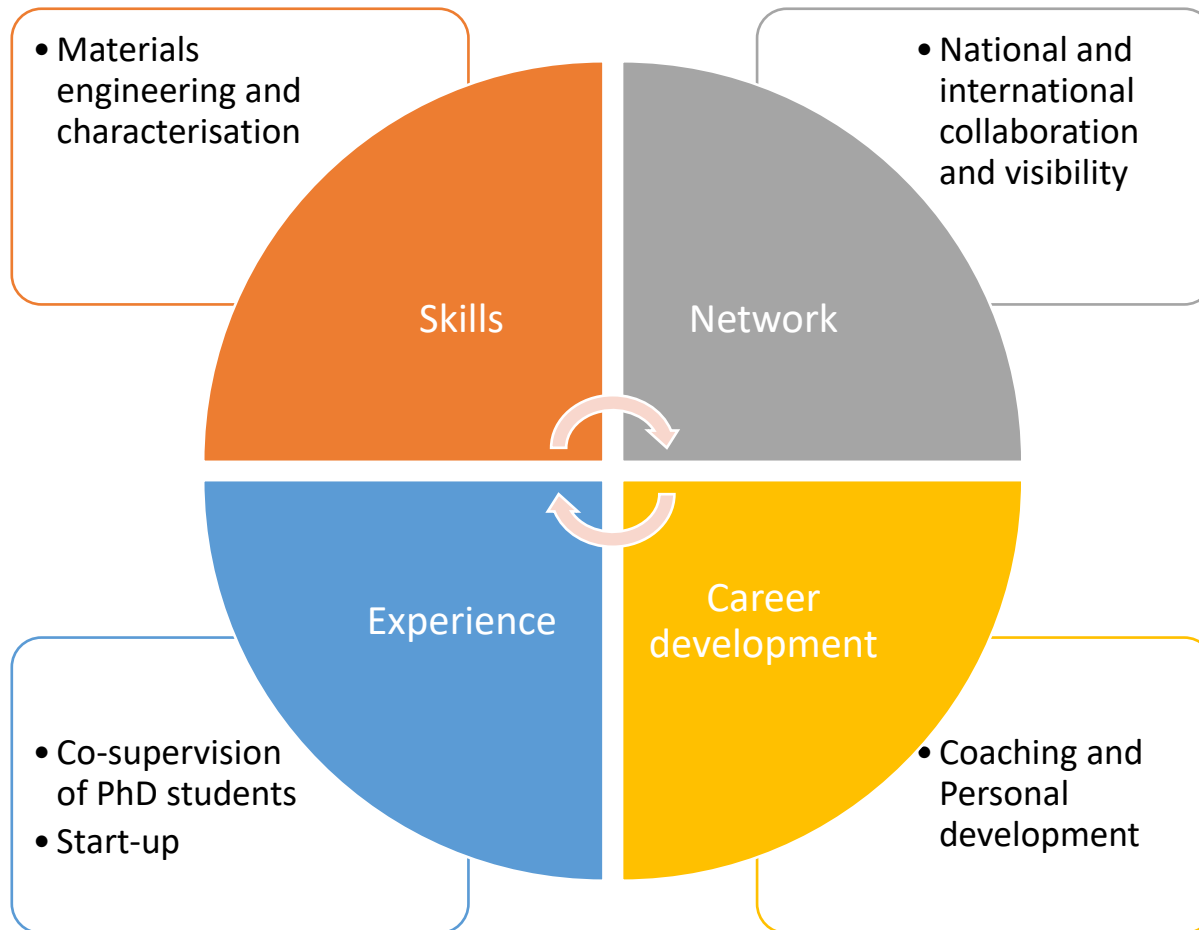 • Materials
engineering and
characterisation
• National and
international
collaboration
and visibility
Skills
Network
Experience
Career
development
• Co-supervision
of PhD students
• Start-up
• Coaching and
Personal
development